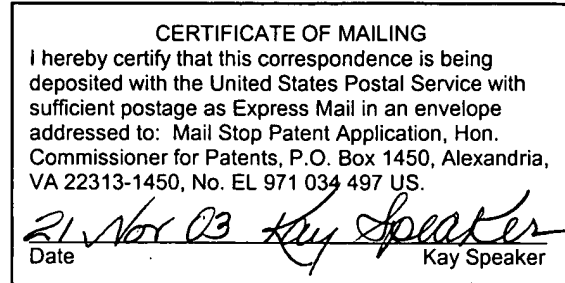 CERTIFICATE OF MAILING
I hereby certify that this correspondence is being
deposited with the United States Postal Service with
sufficient postage as Express Mail in an envelope
addressed to: Mail Stop Patent Application, Hon.
Commissioner for Patents, P.O. Box 1450, Alexandria,
VA 22313-1450, No. EL 971 034 497 US.
21 Nov 03 Kay Speaker
Date Kay Speaker